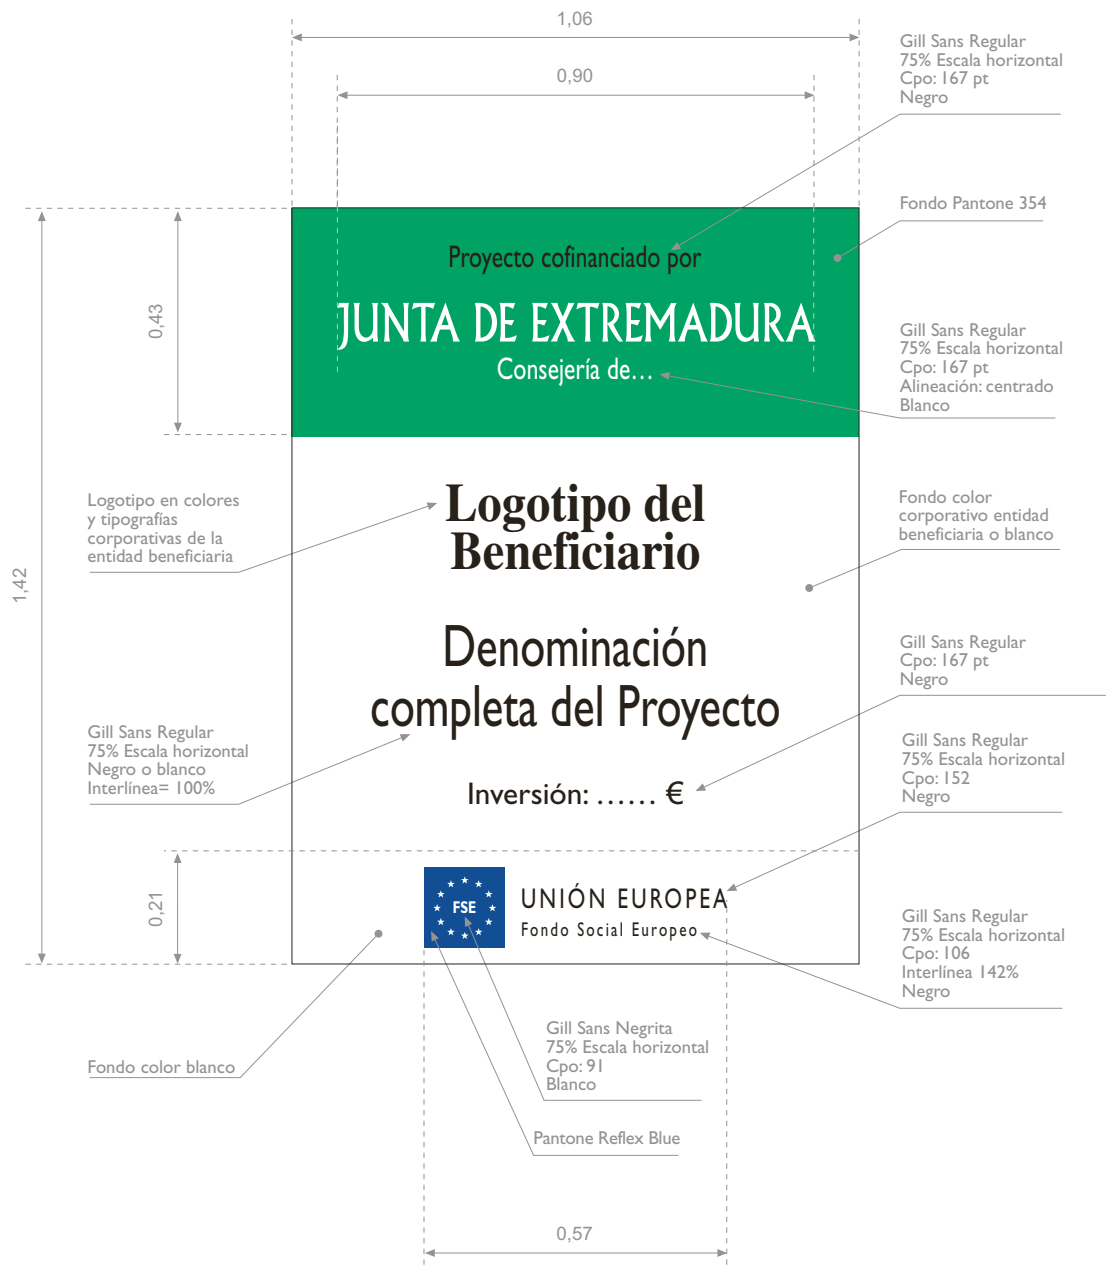 1,06
0,90
Gill Sans Regular
75% Escala horizontal
Cpo: 167 pt
Negro
Fondo Pantone 354
Proyecto cofinanciado por
JUNTA DE EXTREMADURA
Consejería de...
0,43
Gill Sans Regular
75% Escala horizontal
Cpo: 167 pt
Alineación: centrado
Blanco
Logotipo en colores
y tipografías
corporativas de la
entidad beneficiaria
Logotipo del
Beneficiario
Fondo color
corporativo entidad
beneficiaria o blanco
1,42
Denominación
completa del Proyecto
Gill Sans Regular
Cpo: 167 pt
Negro
Gill Sans Regular
75% Escala horizontal
Negro o blanco
Interlínea= 100%
Gill Sans Regular
75% Escala horizontal
Cpo: 152
Negro
Inversión: ...... €
0,21
FSE
UNIÓN EUROPEA
Fondo Social Europeo
Gill Sans Regular
75% Escala horizontal
Cpo: 106
Interlínea 142%
Negro
Fondo color blanco
Gill Sans Negrita
75% Escala horizontal
Cpo: 91
Blanco
Pantone Reflex Blue
0,57